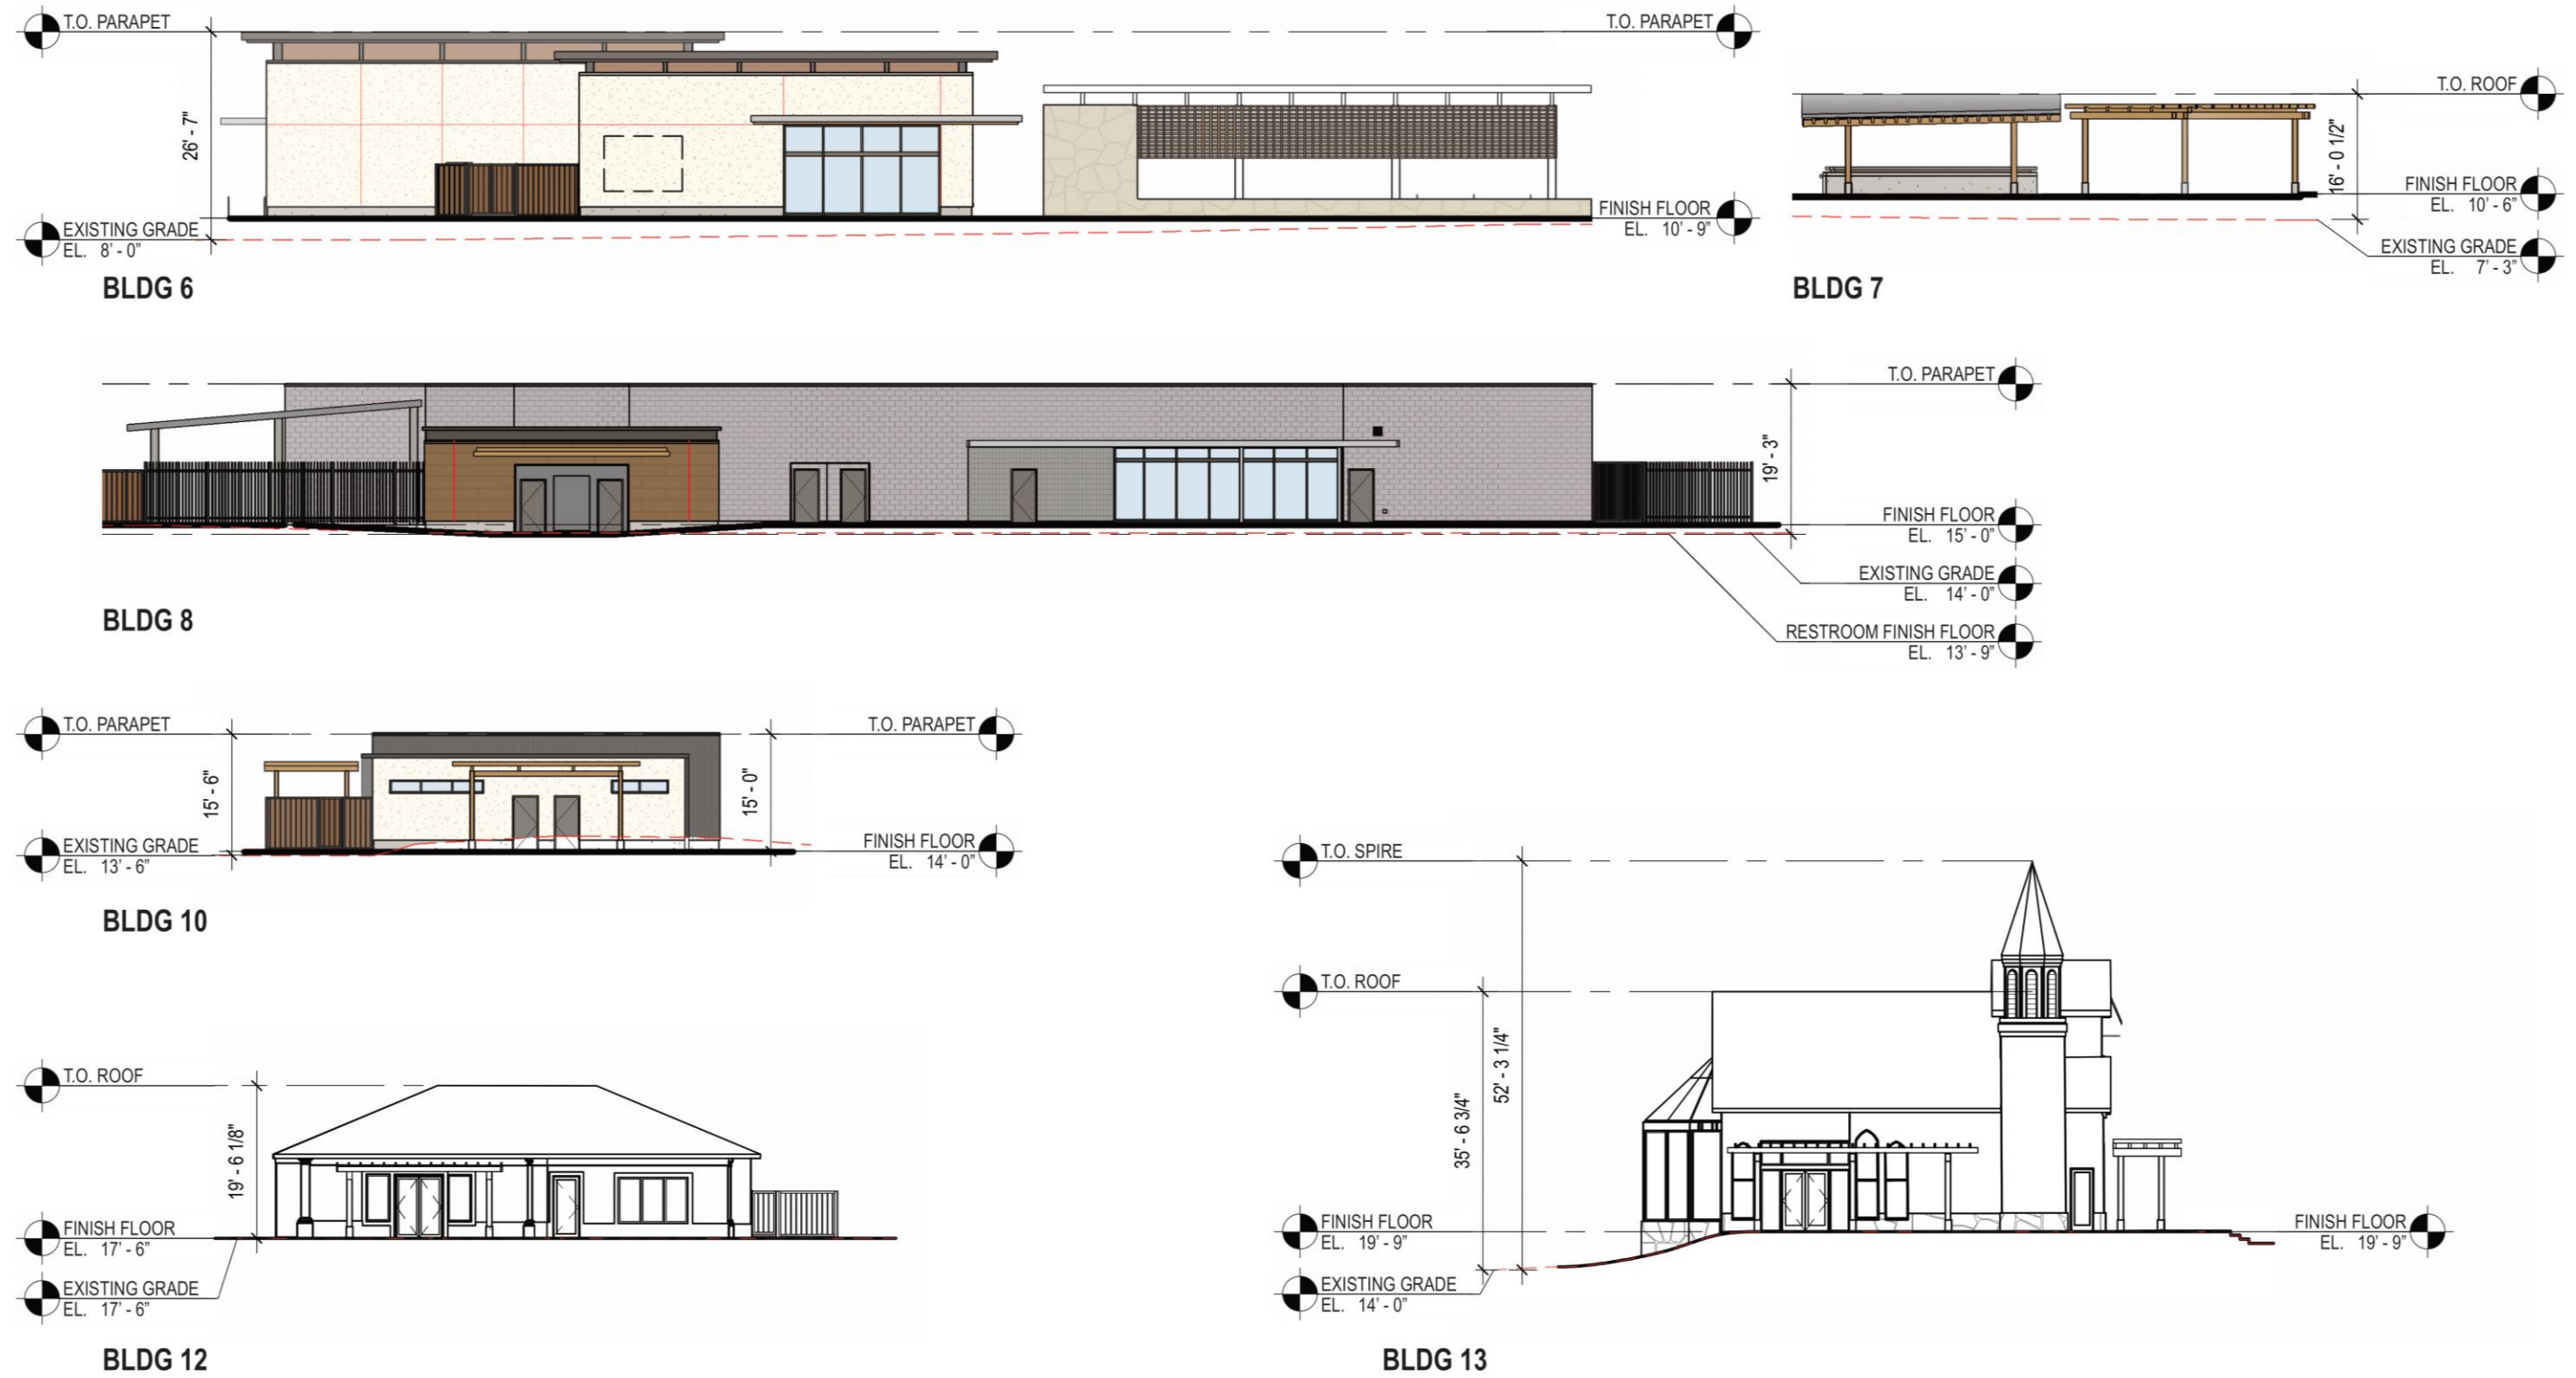 T.O. PARAPET
T.O. PARAPET
26' - 7"
EXISTING GRADE
EL. 8' - 0"
FINISH FLOOR
EL. 10' - 9"
BLDG 6
T.O. ROOF
16' - 0 1/2"
FINISH FLOOR
EL. 10' - 6"
EXISTING GRADE
EL. 7' - 3"
BLDG 7
T.O. PARAPET
19' - 3"
FINISH FLOOR
EL. 15' - 0"
EXISTING GRADE
EL. 14' - 0"
RESTROOM FINISH FLOOR
EL. 13' - 9"
BLDG 8
T.O. PARAPET
T.O. PARAPET
15' - 6"
15' - 0"
EXISTING GRADE
EL. 13' - 6"
FINISH FLOOR
EL. 14' - 0"
BLDG 10
T.O. ROOF
19' - 6 1/8"
FINISH FLOOR
EL. 17' - 6"
EXISTING GRADE
EL. 17' - 6"
BLDG 12
T.O. SPIRE
T.O. ROOF
35' - 6 3/4"
52' - 3 1/4"
FINISH FLOOR
EL. 19' - 9"
FINISH FLOOR
EL. 19' - 9"
EXISTING GRADE
EL. 14' - 0"
BLDG 13